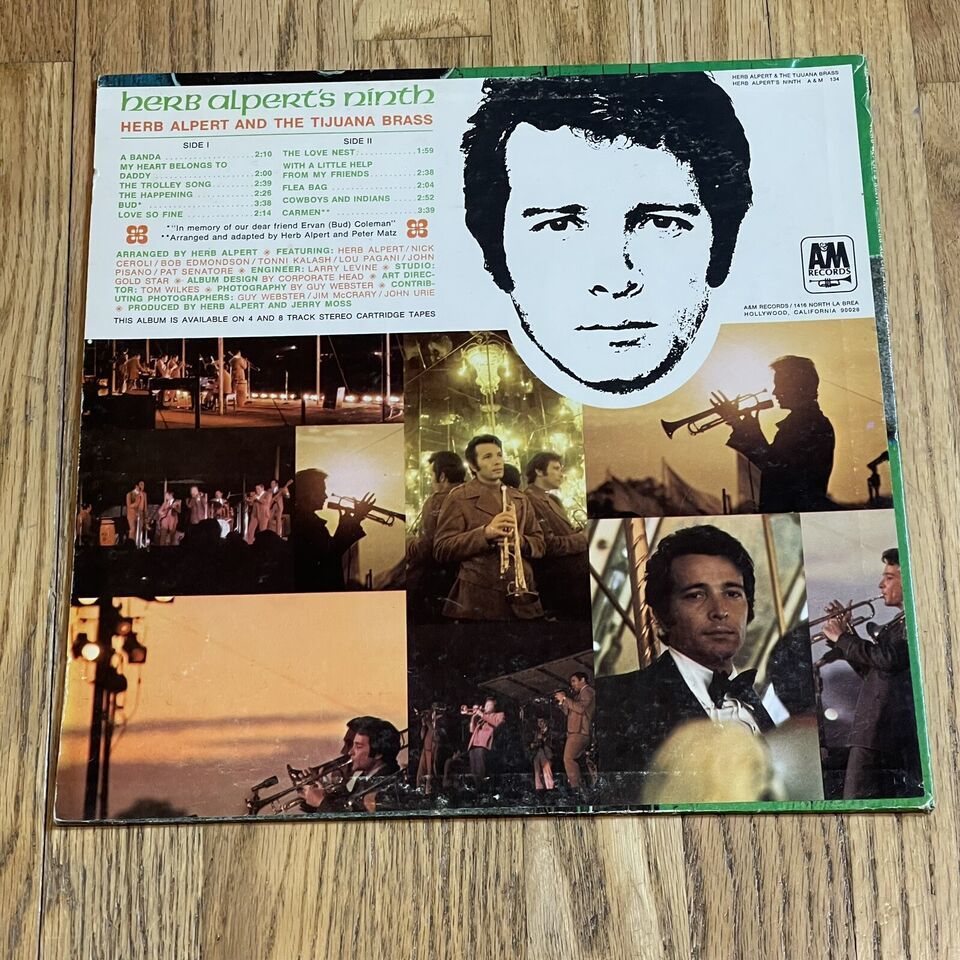 herb alpert's ninth
HERB ALPERT AND THE TIJUANA BRASS
SIDE I
A BANDA ................... 2:10
MY HEART BELONGS TO
DADDY ..................... 2:00
THE TROLLEY SONG ......... 2:39
THE HAPPENING ............ 2:26
BUD* ...................... 3:38
LOVE SO FINE .............. 2:14
SIDE II
THE LOVE NEST ............. 1:59
WITH A LITTLE HELP
FROM MY FRIENDS .......... 2:38
FLEA BAG .................. 2:04
COWBOYS AND INDIANS .... 2:52
CARMEN** .................. 3:39
*"In memory of our dear friend Ervan (Bud) Coleman"
**Arranged and adapted by Herb Alpert and Peter Matz
ARRANGED BY HERB ALPERT ❋ FEATURING: HERB ALPERT/NICK
CEROLI/BOB EDMONDSON/TONNI KALASH/LOU PAGANI/JOHN
PISANO/PAT SENATORE ❋ ENGINEER: LARRY LEVINE ❋ STUDIO:
GOLD STAR ❋ ALBUM DESIGN BY CORPORATE HEAD ❋ ART DIREC-
TOR: TOM WILKES ❋ PHOTOGRAPHY BY GUY WEBSTER ❋ CONTRIB-
UTING PHOTOGRAPHERS: GUY WEBSTER/JIM McCRARY/JOHN URIE
❋ PRODUCED BY HERB ALPERT AND JERRY MOSS
THIS ALBUM IS AVAILABLE ON 4 AND 8 TRACK STEREO CARTRIDGE TAPES
HERB ALPERT & THE TIJUANA BRASS
HERB ALPERT'S NINTH A & M 134
A&M
RECORDS
A&M RECORDS / 1416 NORTH LA BREA
HOLLYWOOD, CALIFORNIA 90028